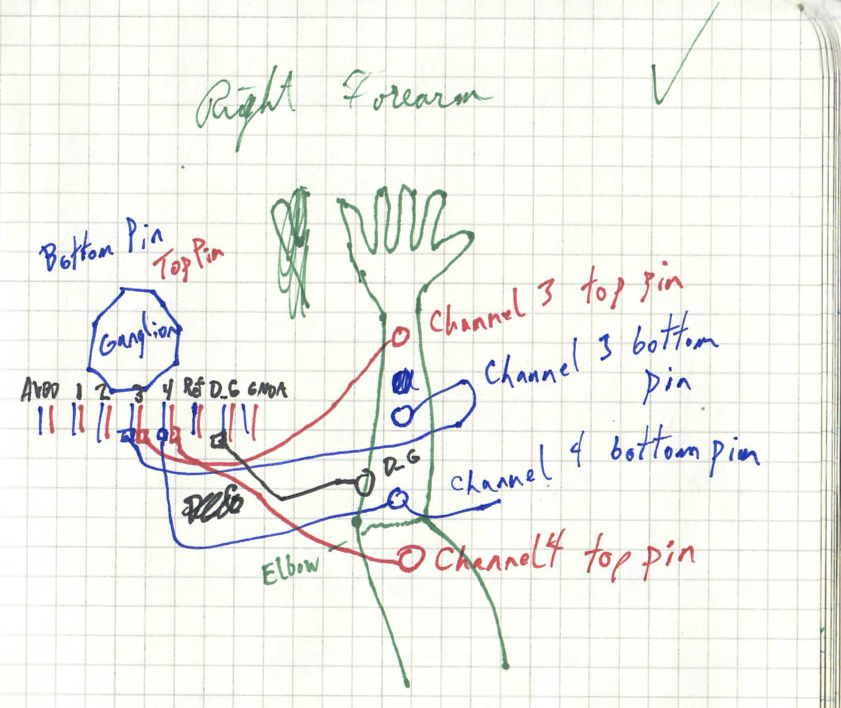 Right Forearm
Bottom Pin
Top Pin
Ganglion
AVDD 1 2 3 4 Ref D_G GNDA
Channel 3 top pin
Channel 3 bottom
pin
D_G
channel 4 bottom pin
Elbow
Channel 4 top pin